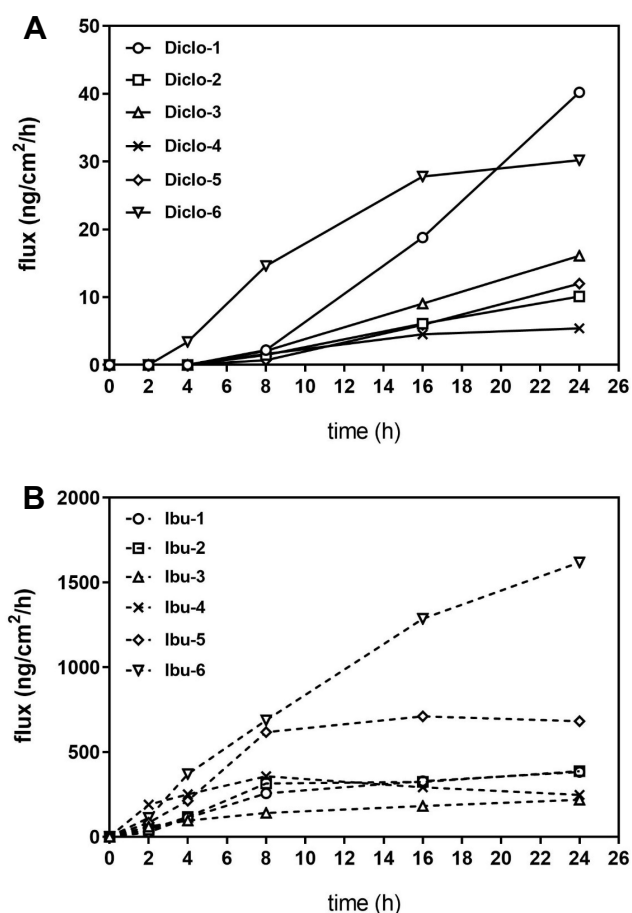 A
flux (ng/cm²/h)
50
40
30
20
10
0
Diclo-1
Diclo-2
Diclo-3
Diclo-4
Diclo-5
Diclo-6
0 2 4 6 8 10 12 14 16 18 20 22 24 26
time (h)
B
flux (ng/cm²/h)
2000
1500
1000
500
0
Ibu-1
Ibu-2
Ibu-3
Ibu-4
Ibu-5
Ibu-6
0 2 4 6 8 10 12 14 16 18 20 22 24 26
time (h)